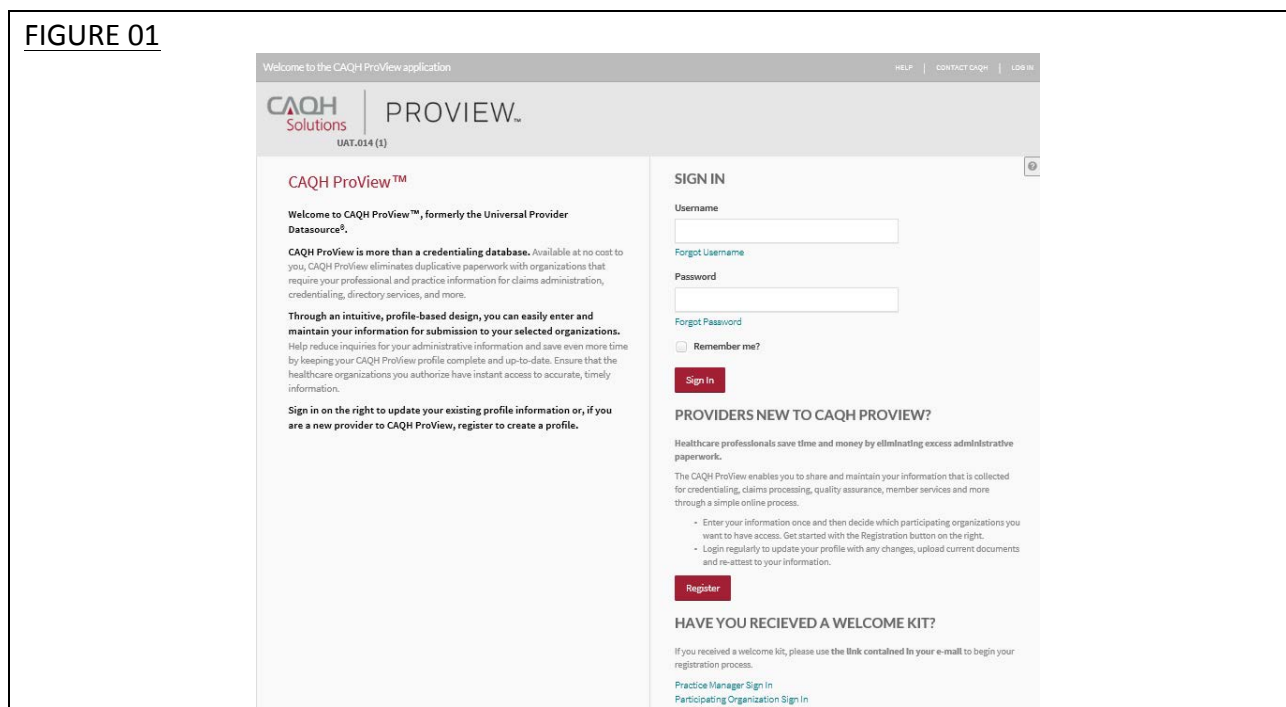 FIGURE 01
Welcome to the CAQH ProView application
HELP | CONTACT CAQH | LOG IN
CAQH
Solutions
PROVIEW™
UAT.014 (1)
CAQH ProView™
Welcome to CAQH ProView™, formerly the Universal Provider
Datasource®.
CAQH ProView is more than a credentialing database. Available at no cost to
you, CAQH ProView eliminates duplicative paperwork with organizations that
require your professional and practice information for claims administration,
credentialing, directory services, and more.
Through an intuitive, profile-based design, you can easily enter and
maintain your information for submission to your selected organizations.
Help reduce inquiries for your administrative information and save even more time
by keeping your CAQH ProView profile complete and up-to-date. Ensure that the
healthcare organizations you authorize have instant access to accurate, timely
information.
Sign in on the right to update your existing profile information or, if you
are a new provider to CAQH ProView, register to create a profile.
?
SIGN IN
Username
Forgot Username
Password
Forgot Password
Remember me?
Sign In
PROVIDERS NEW TO CAQH PROVIEW?
Healthcare professionals save time and money by eliminating excess administrative
paperwork.
The CAQH ProView enables you to share and maintain your information that is collected
for credentialing, claims processing, quality assurance, member services and more
through a simple online process.
- Enter your information once and then decide which participating organizations you
want to have access. Get started with the Registration button on the right.
- Login regularly to update your profile with any changes, upload current documents
and re-attest to your information.
Register
HAVE YOU RECIEVED A WELCOME KIT?
If you received a welcome kit, please use the link contained in your e-mail to begin your
registration process.
Practice Manager Sign In
Participating Organization Sign In